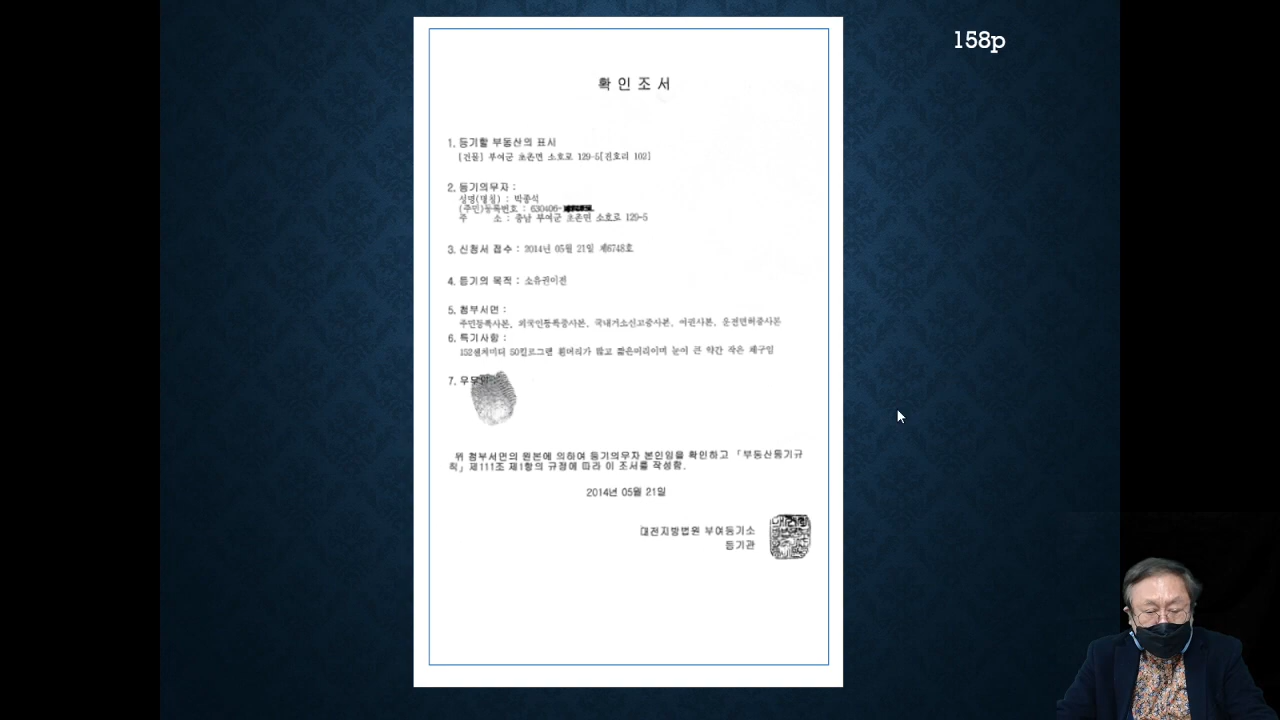 158p
확 인 조 서
1. 등기할 부동산의 표시
[건물] 부여군 초촌면 소호로 129-5[진호리 102]
2. 등기의무자 :
성명(명칭) : 박종석
(주민)등록번호 : 630406-
주 소 : 충남 부여군 초촌면 소호로 129-5
3. 신청서 접수 : 2014년 05월 21일 제6748호
4. 등기의 목적 : 소유권이전
5. 첨부서면 :
주민등록사본, 외국인등록증사본, 국내거소신고증사본, 여권사본, 운전면허증사본
6. 특기사항 :
152센치미터 50킬로그램 흰머리가 많고 짧은머리이며 눈이 큰 약간 작은 체구임
7. 우무인:
위 첨부서면의 원본에 의하여 등기의무자 본인임을 확인하고 「부동산등기규
칙」제111조 제1항의 규정에 따라 이 조서를 작성함.
2014년 05월 21일
대전지방법원 부여등기소
등기관